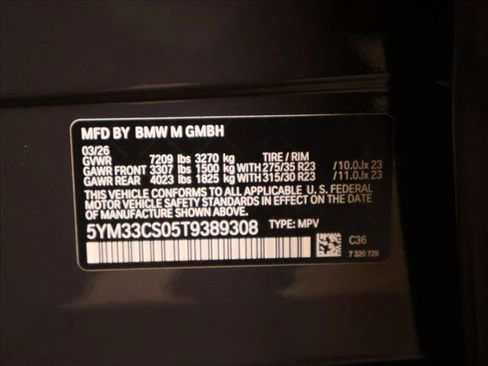 MFD BY BMW M GMBH
03/26
GVWR 7209 lbs 3270 kg TIRE / RIM
GAWR FRONT 3307 lbs 1500 kg WITH 275/35 R23 /10.0Jx 23
GAWR REAR 4023 lbs 1825 kg WITH 315/30 R23 /11.0Jx 23
THIS VEHICLE CONFORMS TO ALL APPLICABLE U. S. FEDERAL
MOTOR VEHICLE SAFETY STANDARDS IN EFFECT ON THE
DATE OF MANUFACTURE SHOWN ABOVE.
5YM33CS05T9389308 TYPE: MPV
C36
7 320 729